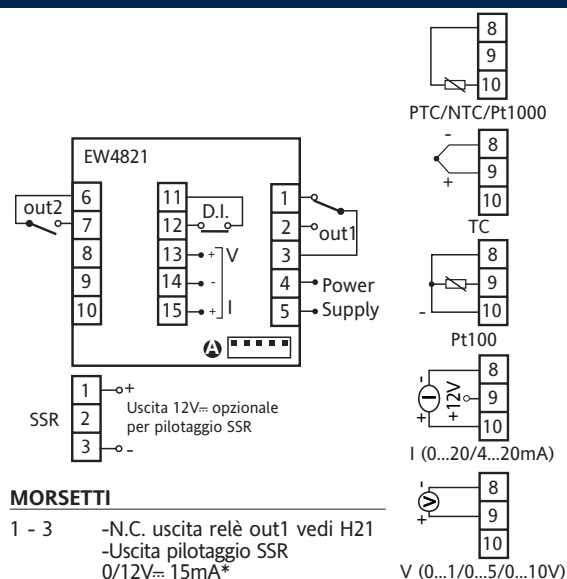 8
9
10
PTC/NTC/Pt1000
EW4821
6
7
8
9
10
out2
11
12
13
14
15
D.I.
+ V
-
+ I
1
2
3
4
5
out1
Power
Supply
A
-
8
9
10
+
TC
8
9
10
-
Pt100
-
I
+
+12V
8
9
10
I (0...20/4...20mA)
-
V
+
8
9
10
V (0...1/0...5/0...10V)
SSR
1
2
3
+
-
Uscita 12V⎓ opzionale
per pilotaggio SSR
MORSETTI
1 - 3 -N.C. uscita relè out1 vedi H21
-Uscita pilotaggio SSR
0/12V⎓ 15mA*